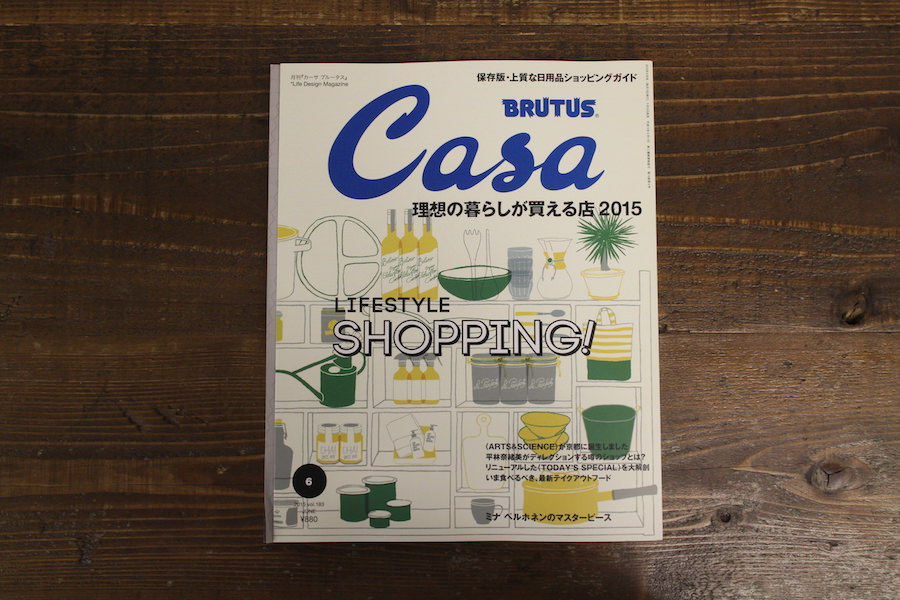 月刊『カーサ ブルータス』
"Life Design Magazine
保存版・上質な日用品ショッピングガイド
BRUTUS®
Casa
理想の暮らしが買える店 2015
LIFESTYLE
SHOPPING!
CHAI
CHAI
〈ARTS&SCIENCE〉が京都に誕生しました
平林奈緒美がディレクションする噂のショップとは?
リニューアルした〈TODAY'S SPECIAL〉を大解剖
いま食べるべき、最新テイクアウトフード
6
2015 vol.183
JUNE
¥880
ミナ ペルホネンのマスターピース